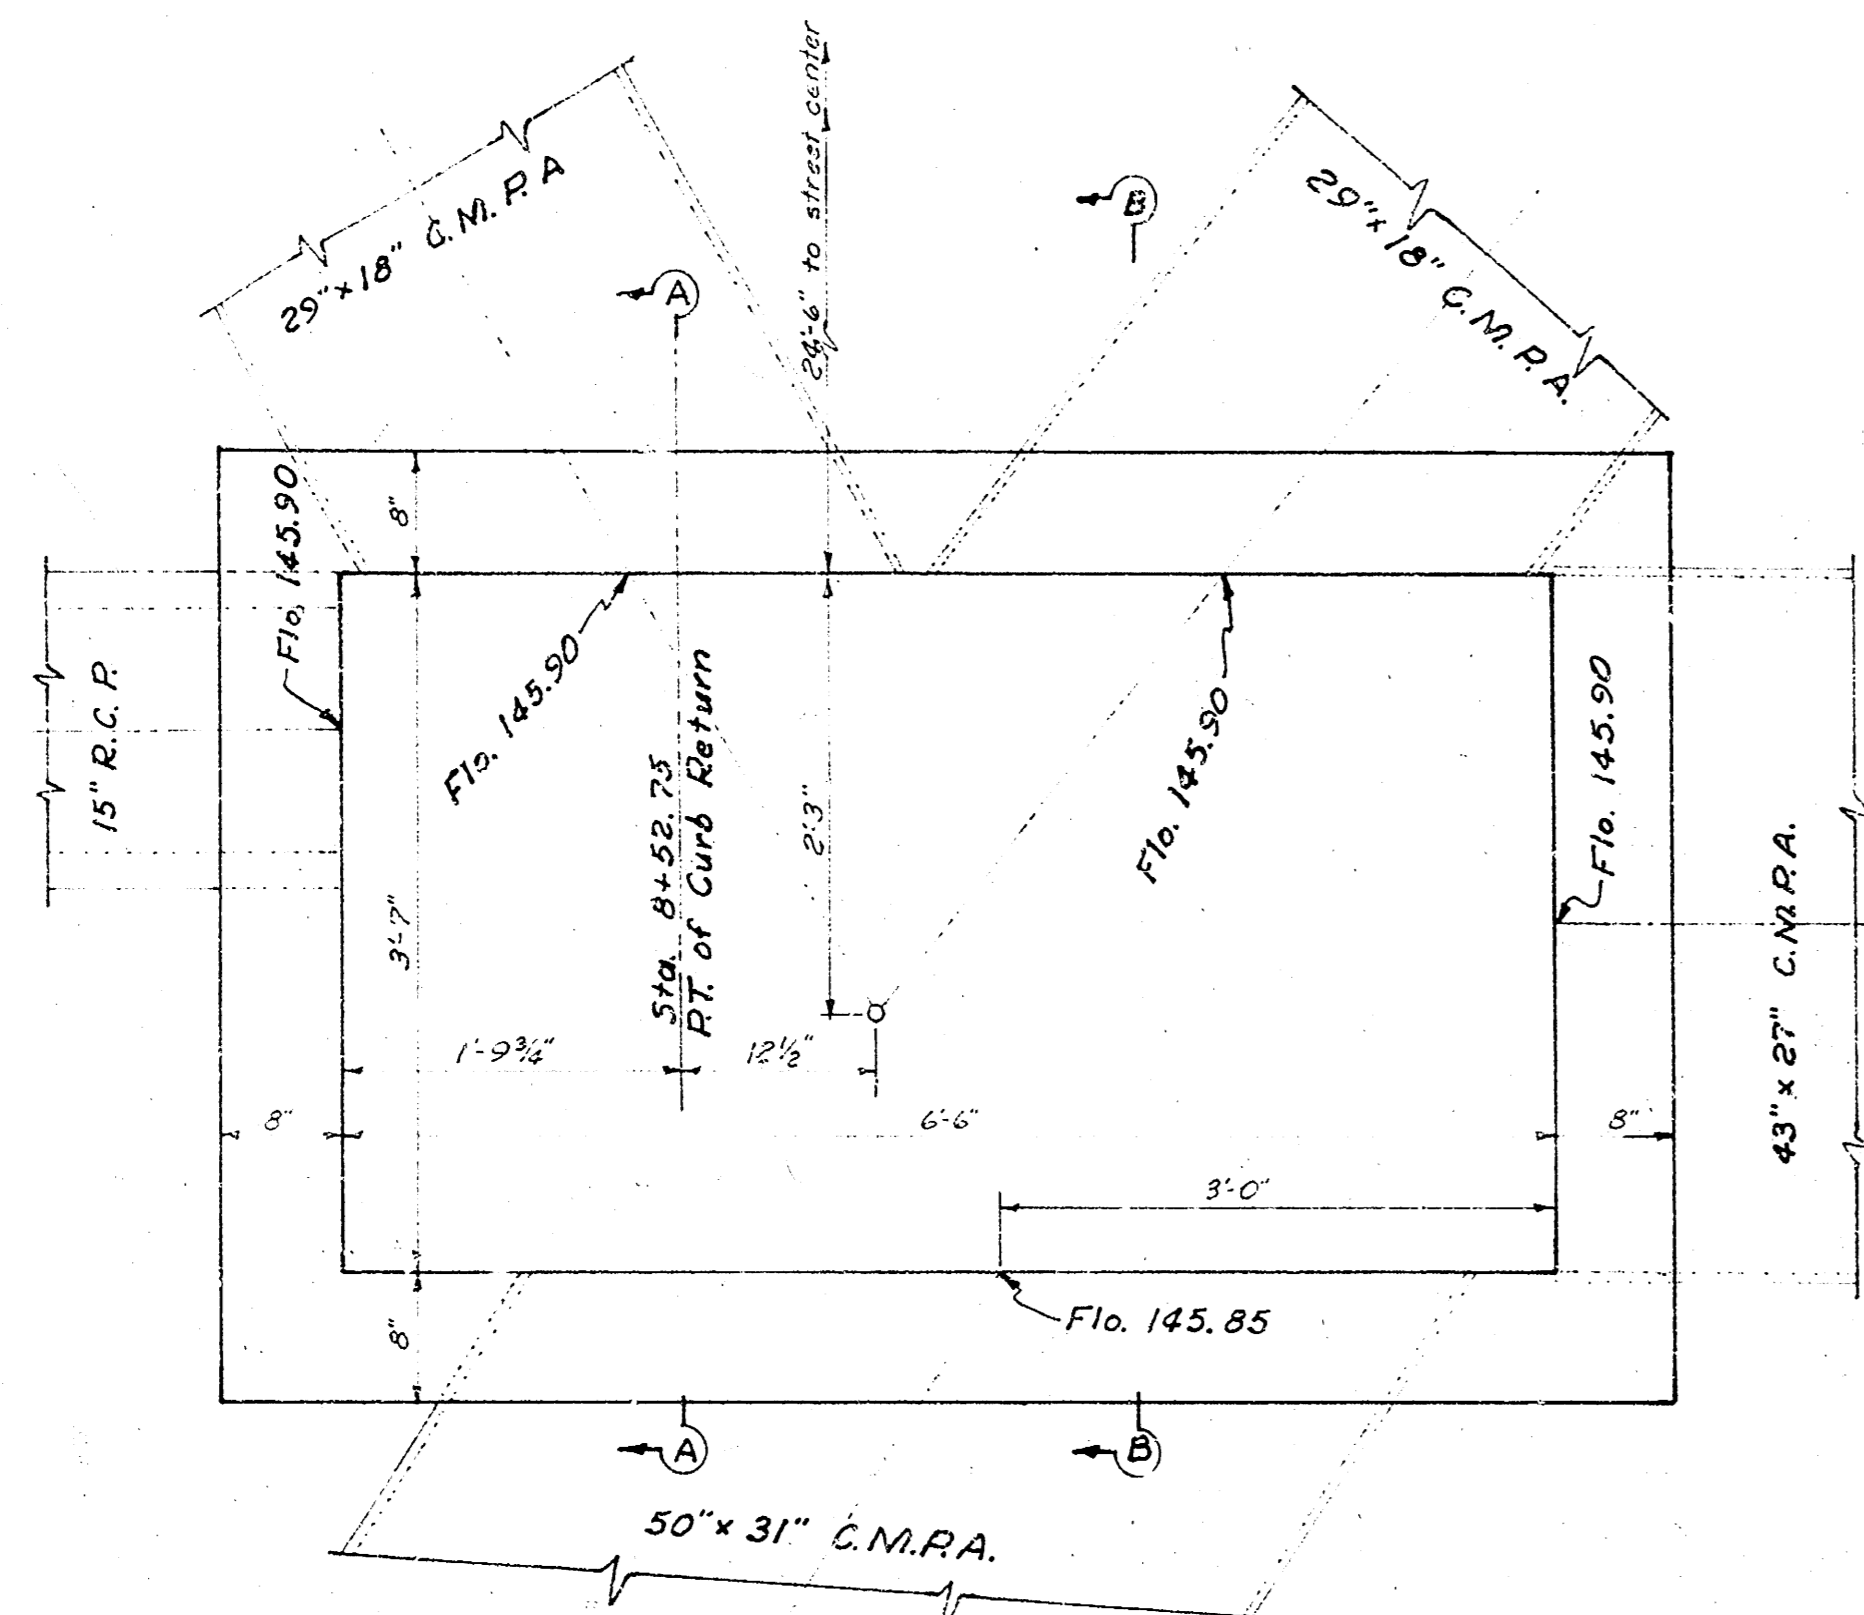 29"x18" C.M.P.A
24'-6" to street center
B
29"x18" C.M.P.A.
A
8"
Flo. 145.90
15" R.C.P.
Flo. 145.90
3'-7"
Sta. 8+52.75
P.T. of Curb Return
2'3"
Flo. 145.90
Flo. 145.90
43"x27" C.M.P.A.
1'-9¾"
12½"
8"
6'-6"
8"
3'-0"
8"
Flo. 145.85
A
B
50"x31" C.M.P.A.